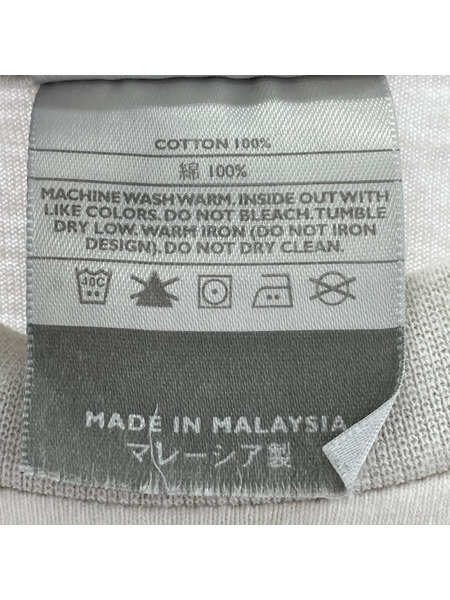 COTTON 100%
綿 100%
MACHINE WASH WARM. INSIDE OUT WITH
LIKE COLORS. DO NOT BLEACH. TUMBLE
DRY LOW. WARM IRON (DO NOT IRON
DESIGN). DO NOT DRY CLEAN.
MADE IN MALAYSIA
マレーシア製